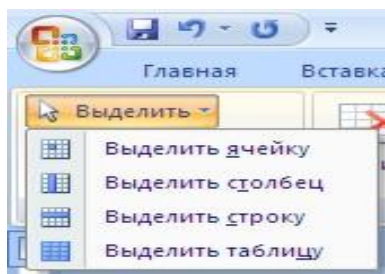 Главная Вставка
Выделить
Выделить ячейку
Выделить столбец
Выделить строку
Выделить таблицу